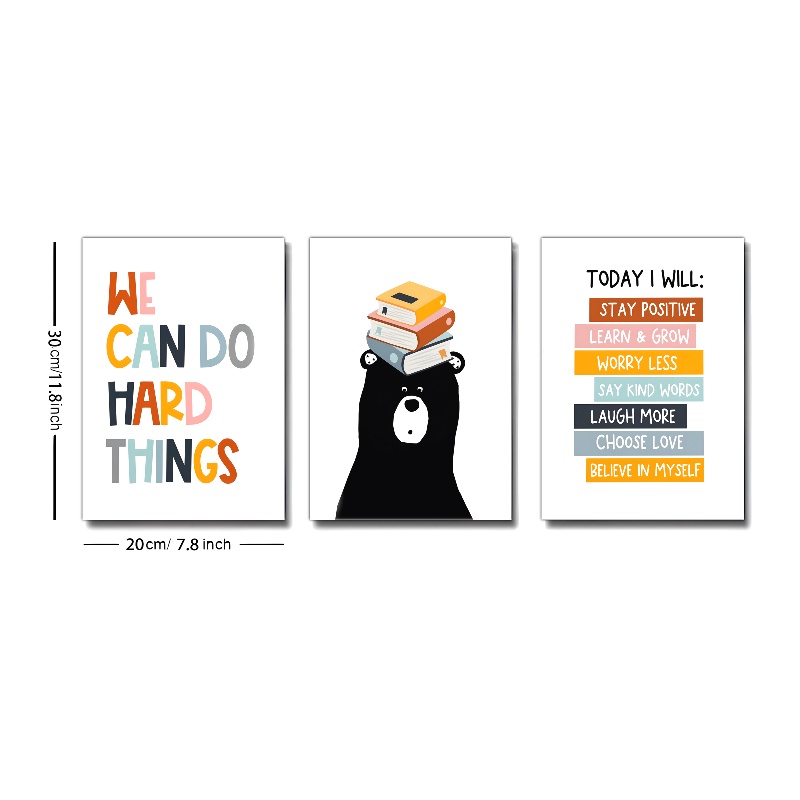 WE
CAN DO
HARD
THINGS
TODAY I WILL:
STAY POSITIVE
LEARN & GROW
WORRY LESS
SAY KIND WORDS
LAUGH MORE
CHOOSE LOVE
BELIEVE IN MYSELF
30cm/11.8inch
20cm/ 7.8 inch